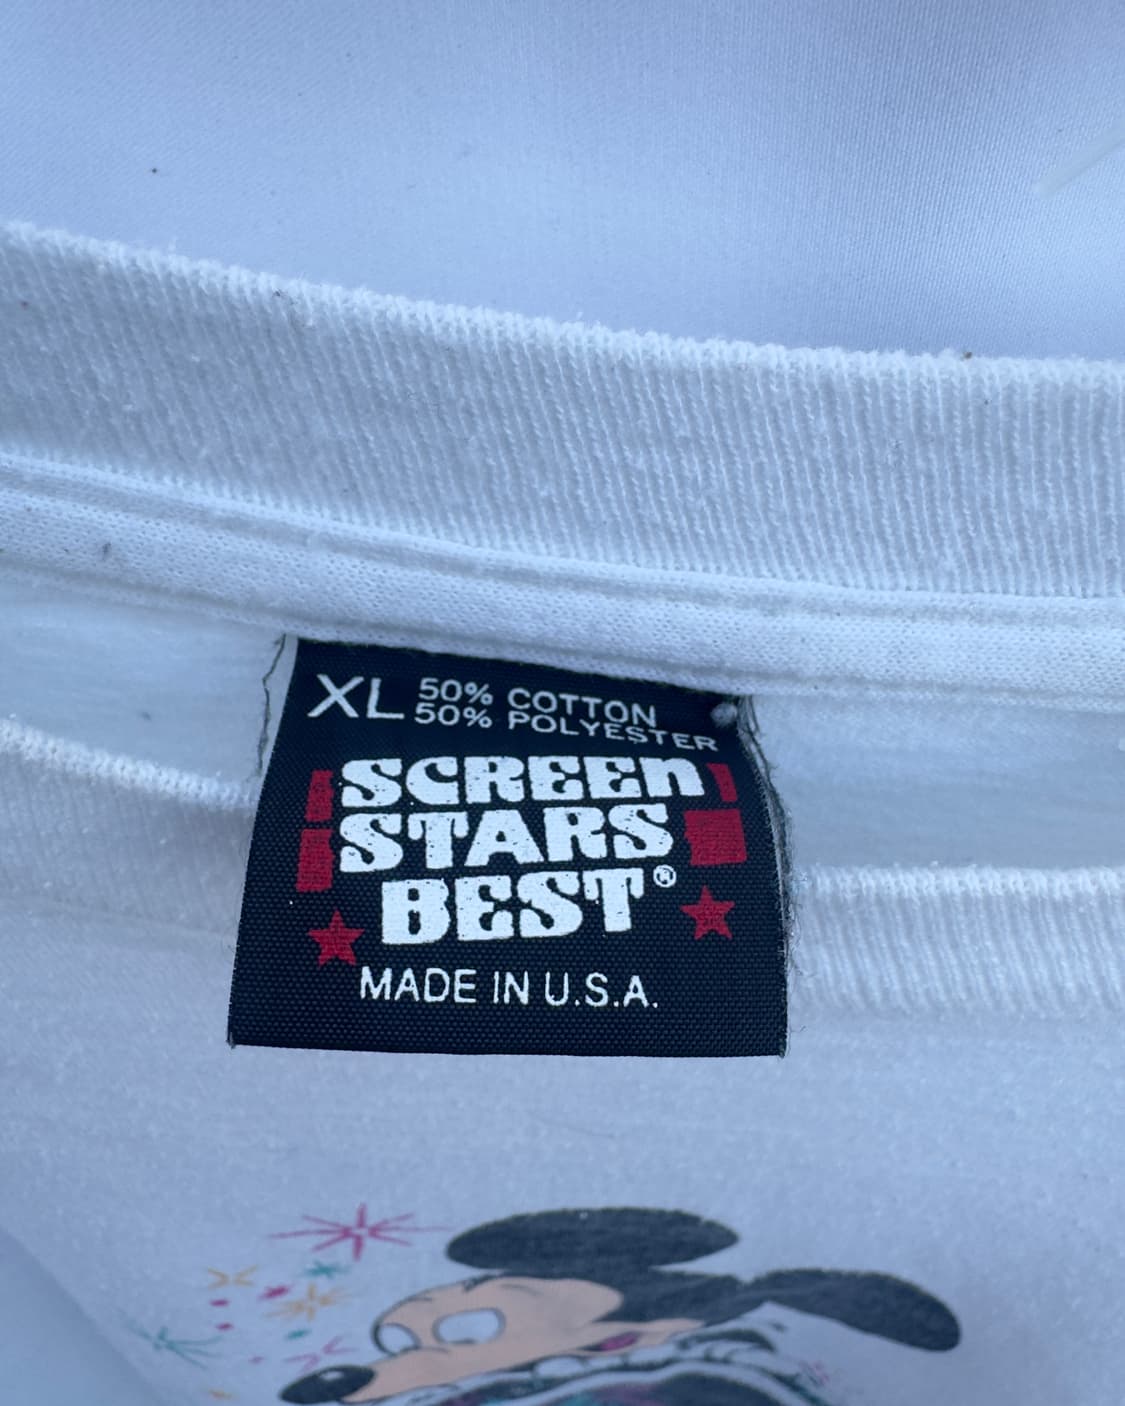 XL 50% COTTON
50% POLYESTER
SCREEN
STARS
BEST®
MADE IN U.S.A.